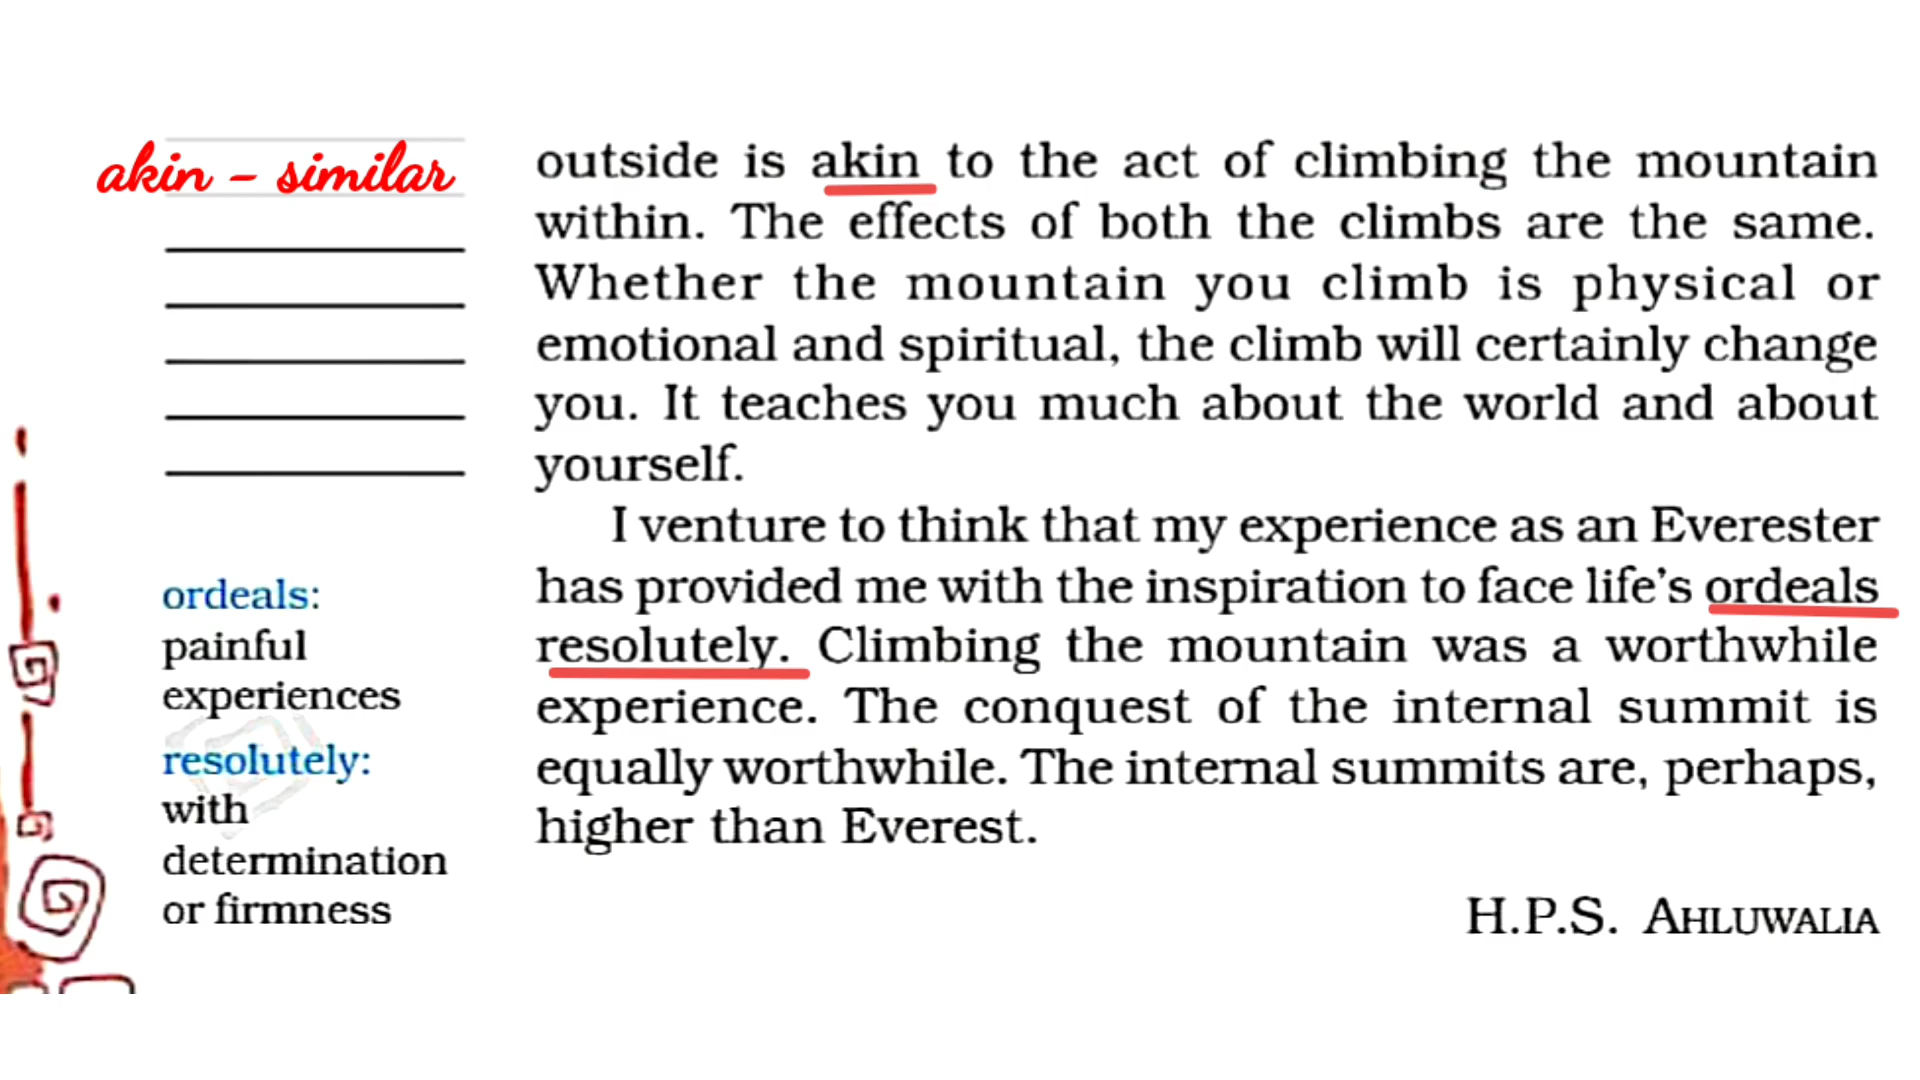 akin – similar
outside is akin to the act of climbing the mountain
within. The effects of both the climbs are the same.
Whether the mountain you climb is physical or
emotional and spiritual, the climb will certainly change
you. It teaches you much about the world and about
yourself.
I venture to think that my experience as an Everester
has provided me with the inspiration to face life's ordeals
resolutely. Climbing the mountain was a worthwhile
experience. The conquest of the internal summit is
equally worthwhile. The internal summits are, perhaps,
higher than Everest.
H.P.S. AHLUWALIA
ordeals:
painful
experiences
resolutely:
with
determination
or firmness